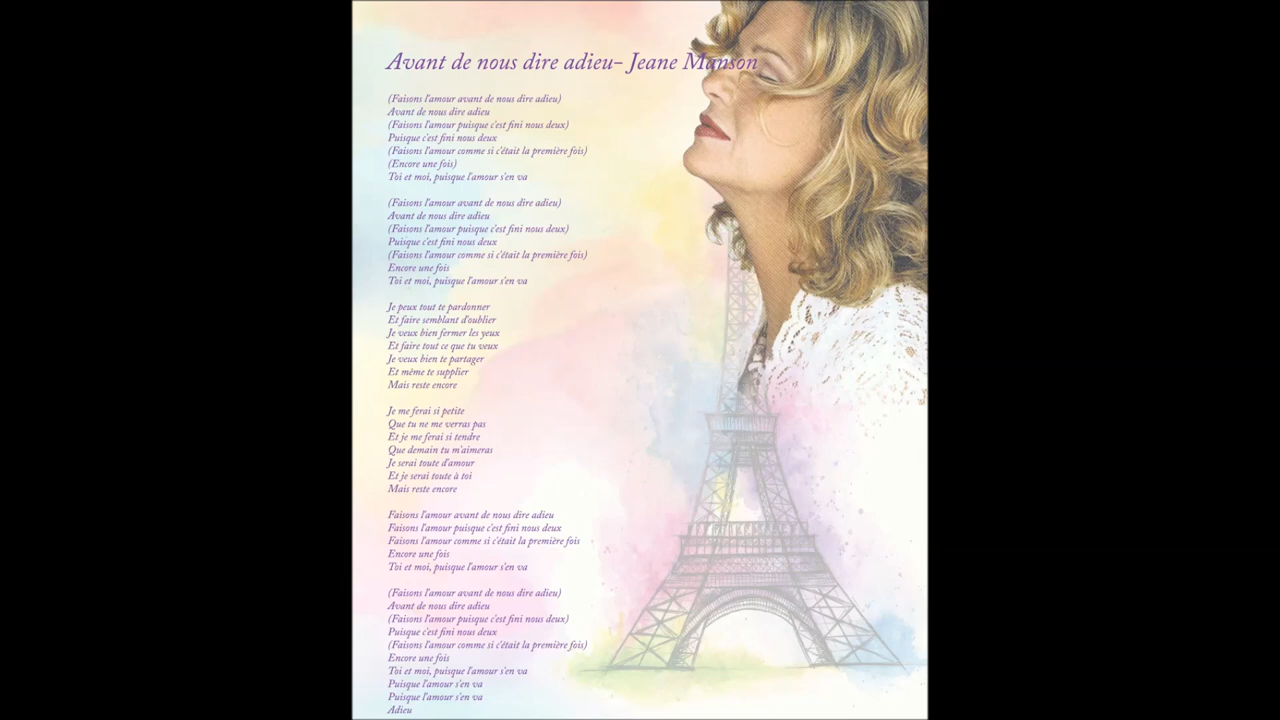 Avant de nous dire adieu- Jeane Manson
(Faisons l'amour avant de nous dire adieu)
Avant de nous dire adieu
(Faisons l'amour puisque c'est fini nous deux)
Puisque c'est fini nous deux
(Faisons l'amour comme si c'était la première fois)
(Encore une fois)
Toi et moi, puisque l'amour s'en va
(Faisons l'amour avant de nous dire adieu)
Avant de nous dire adieu
(Faisons l'amour puisque c'est fini nous deux)
Puisque c'est fini nous deux
(Faisons l'amour comme si c'était la première fois)
Encore une fois
Toi et moi, puisque l'amour s'en va
Je peux tout te pardonner
Et faire semblant d'oublier
Je veux bien fermer les yeux
Et faire tout ce que tu veux
Je veux bien te partager
Et même te supplier
Mais reste encore
Je me ferai si petite
Que tu ne me verras pas
Et je me ferai si tendre
Que demain tu m'aimeras
Je serai toute d'amour
Et je serai toute à toi
Mais reste encore
Faisons l'amour avant de nous dire adieu
Faisons l'amour puisque c'est fini nous deux
Faisons l'amour comme si c'était la première fois
Encore une fois
Toi et moi, puisque l'amour s'en va
(Faisons l'amour avant de nous dire adieu)
Avant de nous dire adieu
(Faisons l'amour puisque c'est fini nous deux)
Puisque c'est fini nous deux
(Faisons l'amour comme si c'était la première fois)
Encore une fois
Toi et moi, puisque l'amour s'en va
Puisque l'amour s'en va
Puisque l'amour s'en va
Adieu